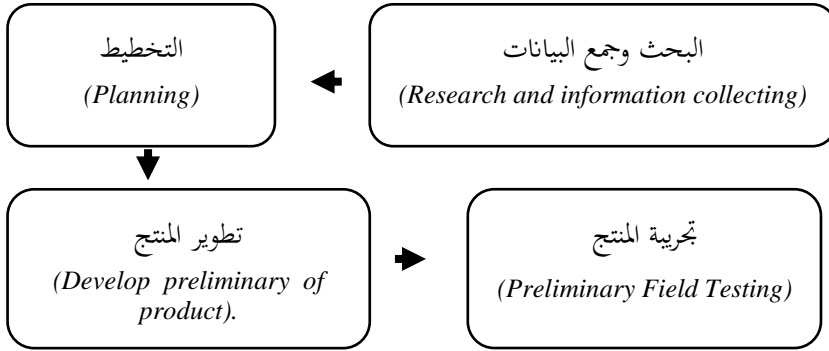 البحث وجمع البيانات
(Research and information collecting)
التخطيط
(Planning)
تطوير المنتج
(Develop preliminary of
product).
تجريبة المنتج
(Preliminary Field Testing)